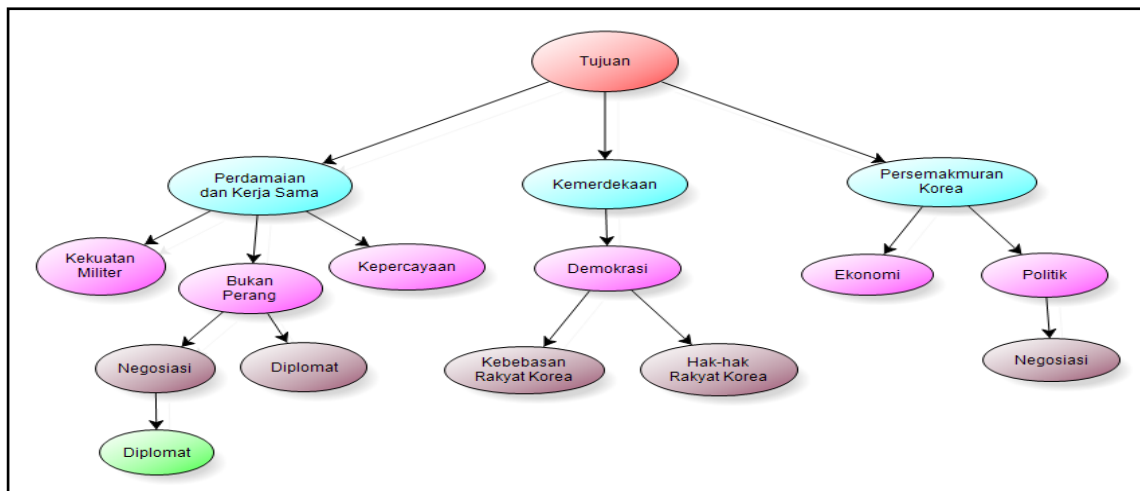 Tujuan
Perdamaian
dan Kerja Sama
Kemerdekaan
Persemakmuran
Korea
Kekuatan
Militer
Bukan
Perang
Kepercayaan
Demokrasi
Ekonomi
Politik
Negosiasi
Diplomat
Kebebasan
Rakyat Korea
Hak-hak
Rakyat Korea
Negosiasi
Diplomat